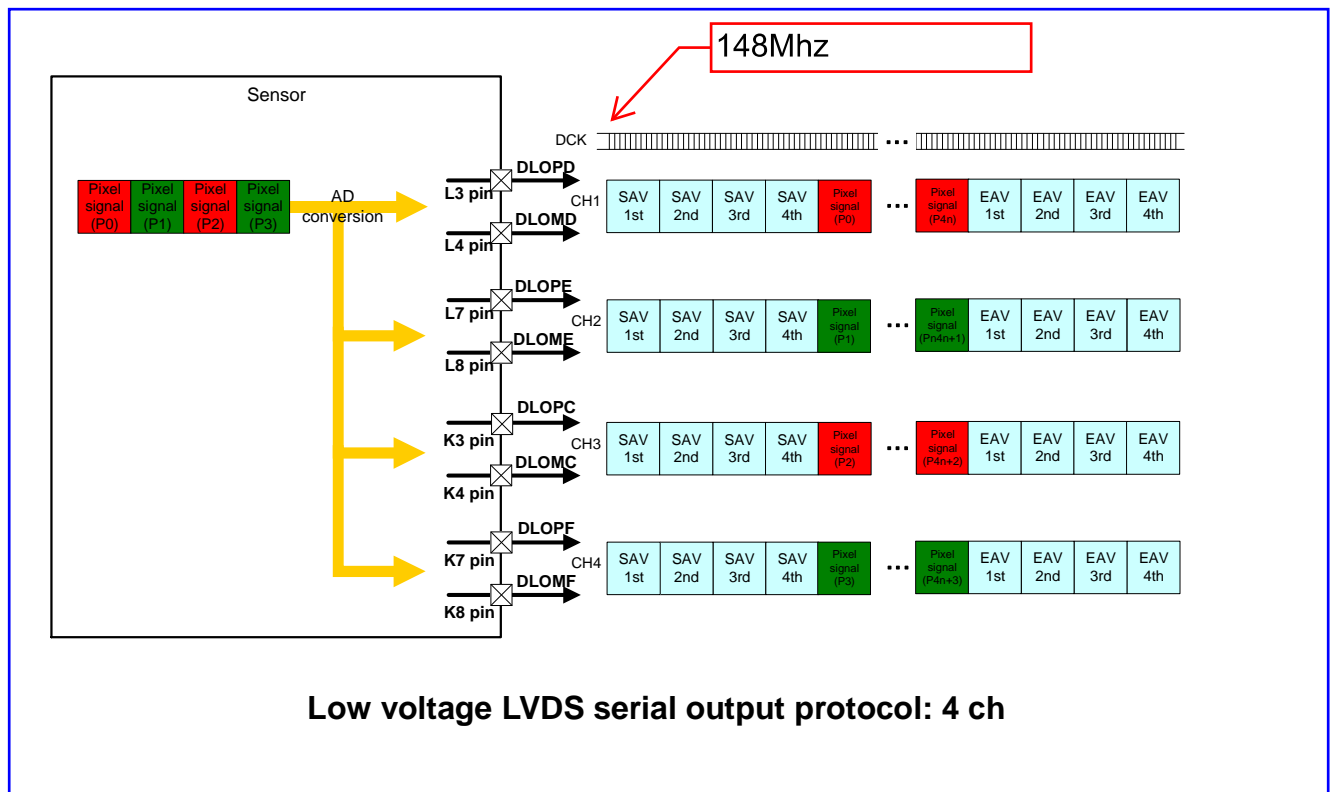 148Mhz
Sensor
DCK
Pixel signal (P0)
Pixel signal (P1)
Pixel signal (P2)
Pixel signal (P3)
AD conversion
L3 pin
DLOPD
L4 pin
DLOMD
CH1
SAV 1st
SAV 2nd
SAV 3rd
SAV 4th
Pixel signal (P0)
...
Pixel signal (P4n)
EAV 1st
EAV 2nd
EAV 3rd
EAV 4th
L7 pin
DLOPE
L8 pin
DLOME
CH2
SAV 1st
SAV 2nd
SAV 3rd
SAV 4th
Pixel signal (P1)
...
Pixel signal (Pn4n+1)
EAV 1st
EAV 2nd
EAV 3rd
EAV 4th
K3 pin
DLOPC
K4 pin
DLOMC
CH3
SAV 1st
SAV 2nd
SAV 3rd
SAV 4th
Pixel signal (P2)
...
Pixel signal (P4n+2)
EAV 1st
EAV 2nd
EAV 3rd
EAV 4th
K7 pin
DLOPF
K8 pin
DLOMF
CH4
SAV 1st
SAV 2nd
SAV 3rd
SAV 4th
Pixel signal (P3)
...
Pixel signal (P4n+3)
EAV 1st
EAV 2nd
EAV 3rd
EAV 4th
Low voltage LVDS serial output protocol: 4 ch